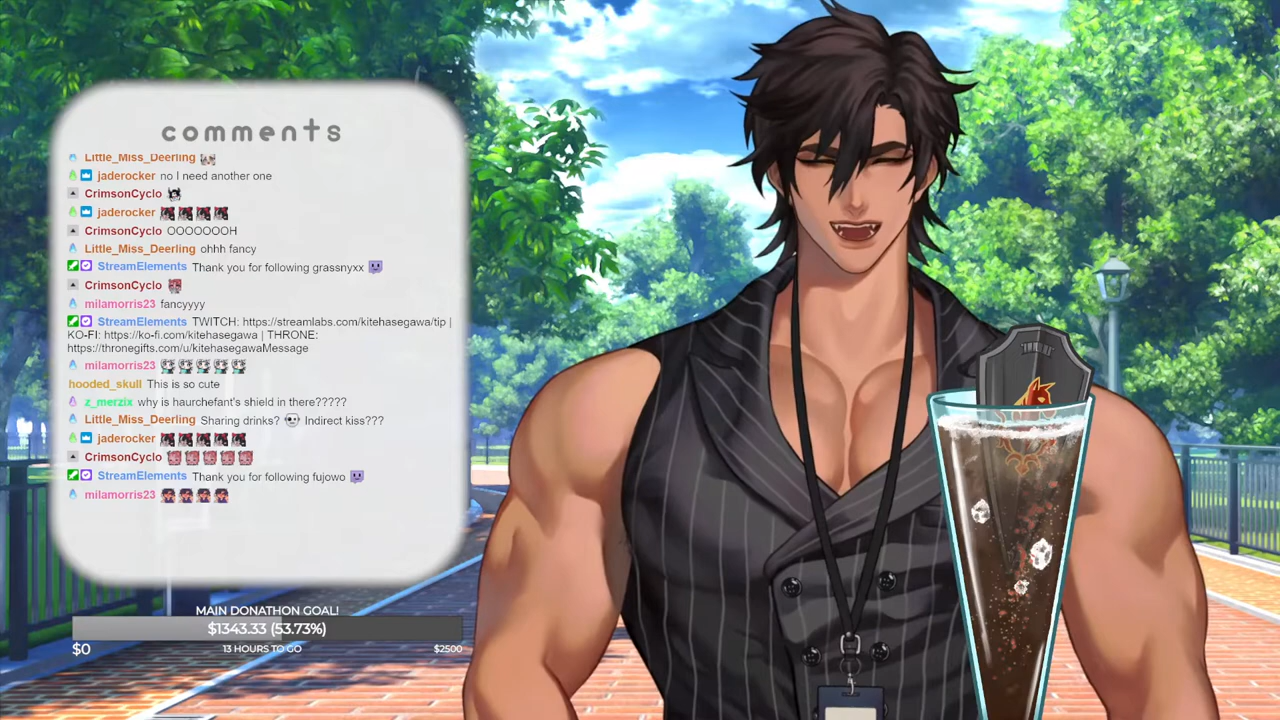 comments
Little_Miss_Deerling
jaderocker no I need another one
CrimsonCyclo
jaderocker
CrimsonCyclo OOOOOOOH
Little_Miss_Deerling ohhh fancy
StreamElements Thank you for following grassnyxx
CrimsonCyclo
milamorris23 fancyyyy
StreamElements TWITCH: https://streamlabs.com/kitehasegawa/tip |
KO-FI: https://ko-fi.com/kitehasegawa | THRONE:
https://thronegifts.com/u/kitehasegawaMessage
milamorris23
hooded_skull This is so cute
z_merzix why is haurchefant's shield in there?????
Little_Miss_Deerling Sharing drinks? Indirect kiss???
jaderocker
CrimsonCyclo
StreamElements Thank you for following fujowo
milamorris23
MAIN DONATHON GOAL!
$1343.33 (53.73%)
$0 13 HOURS TO GO $2500